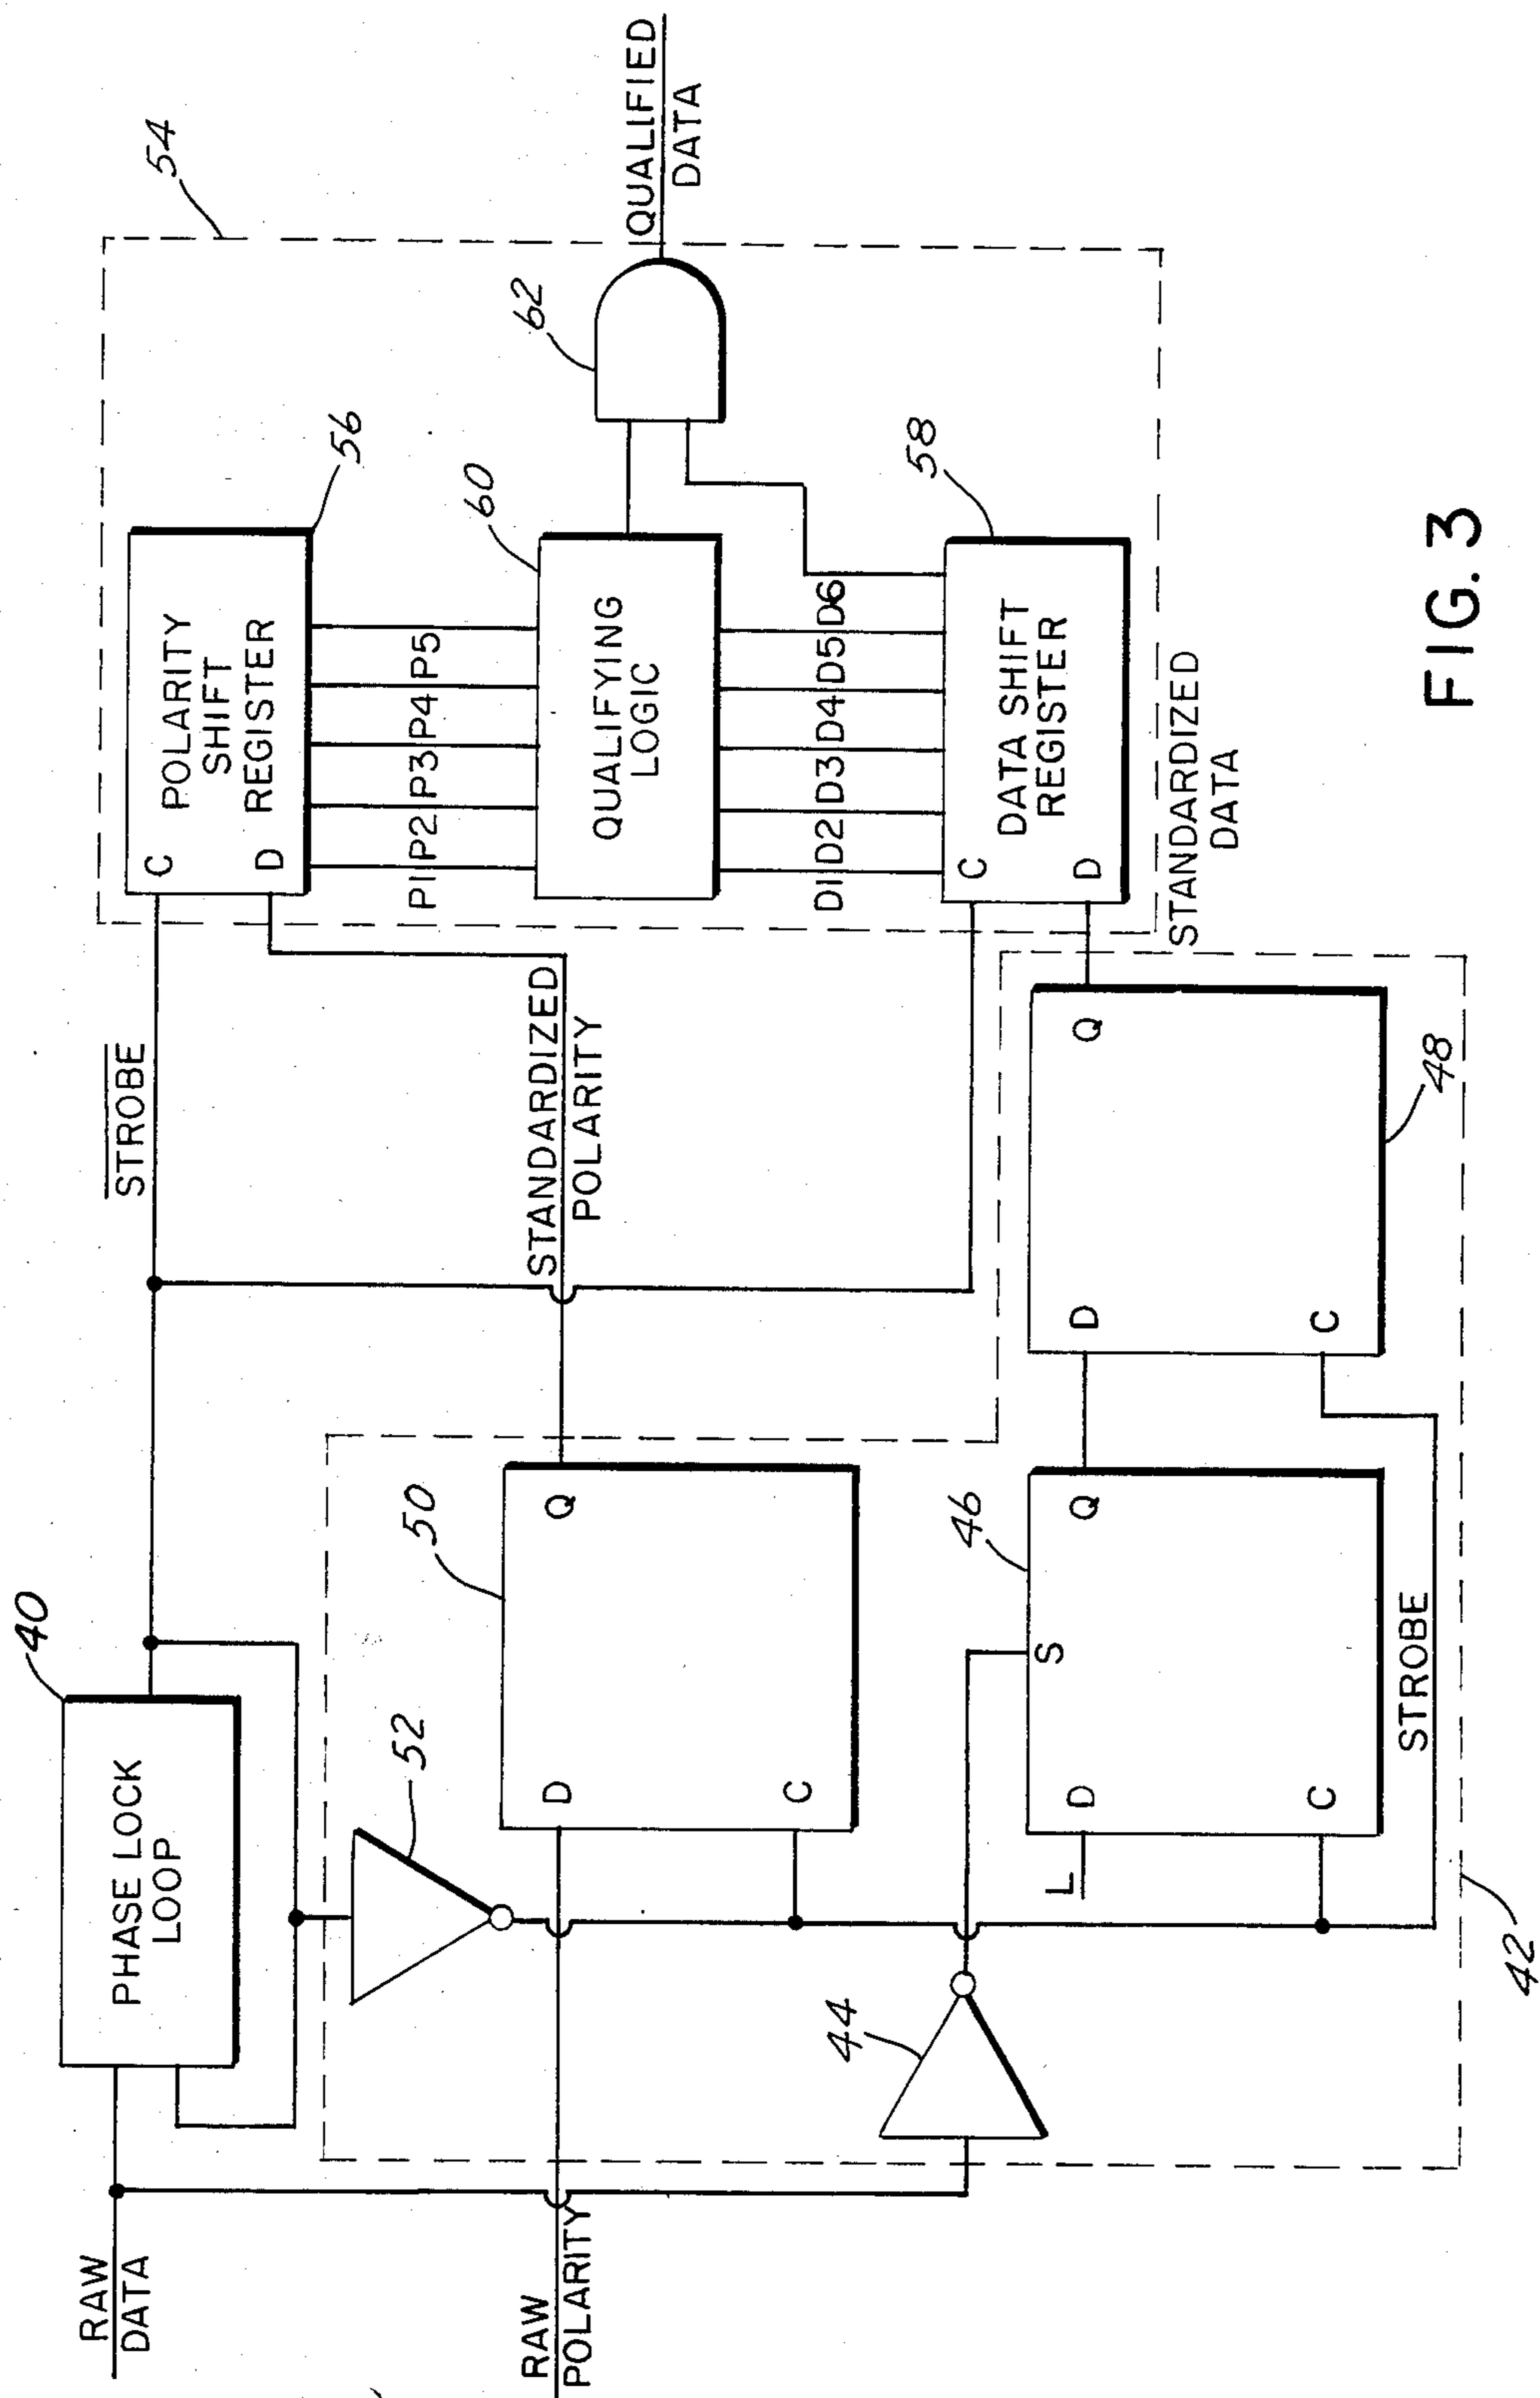 RAW
DATA
RAW
POLARITY
PHASE LOCK
LOOP
40
52
50
D
C
Q
44
L
D
C
S
Q
46
STROBE
42
STROBE
STANDARDIZED
POLARITY
D
C
Q
48
STANDARDIZED
DATA
C
D
POLARITY
SHIFT
REGISTER
56
P1 P2 P3 P4 P5
QUALIFYING
LOGIC
60
D1 D2 D3 D4 D5 D6
C
D
DATA SHIFT
REGISTER
58
62
54
QUALIFIED
DATA
FIG. 3